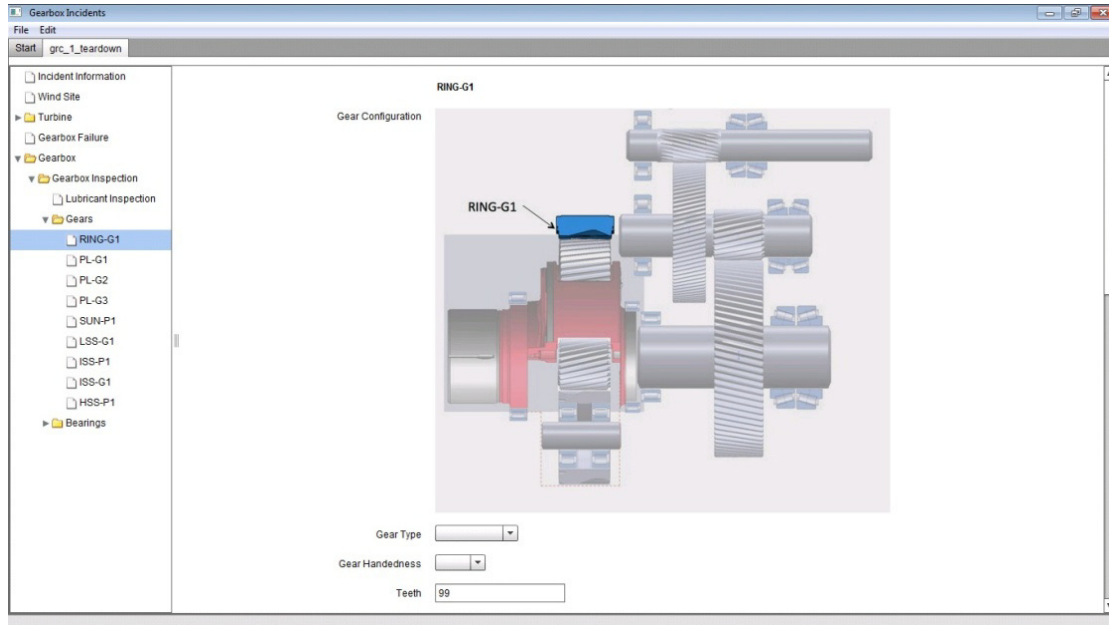 Gearbox Incidents
File Edit
Start grc_1_teardown
Incident Information
Wind Site
Turbine
Gearbox Failure
Gearbox
Gearbox Inspection
Lubricant Inspection
Gears
RING-G1
PL-G1
PL-G2
PL-G3
SUN-P1
LSS-G1
ISS-P1
ISS-G1
HSS-P1
Bearings
RING-G1
Gear Configuration
RING-G1
Gear Type
Gear Handedness
Teeth 99